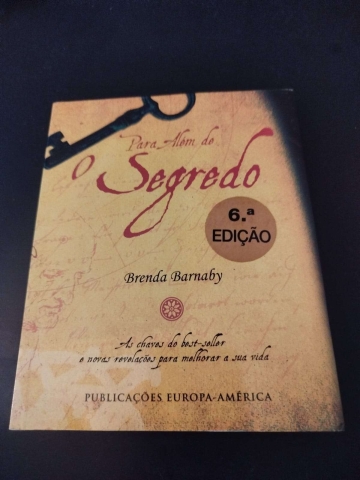 Para Além de
O Segredo
6.ª
EDIÇÃO
Brenda Barnaby
As chaves do best-seller
e novas revelações para melhorar a sua vida
PUBLICAÇÕES EUROPA-AMÉRICA